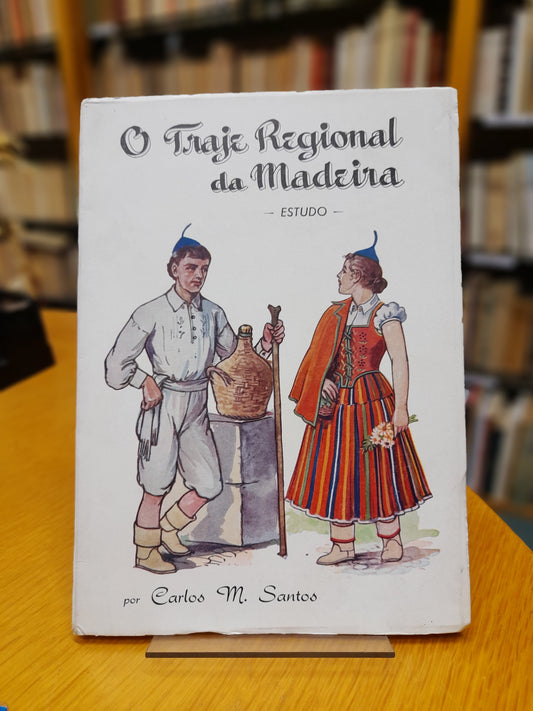 O Traje Regional
da Madeira
- ESTUDO -
por Carlos M. Santos